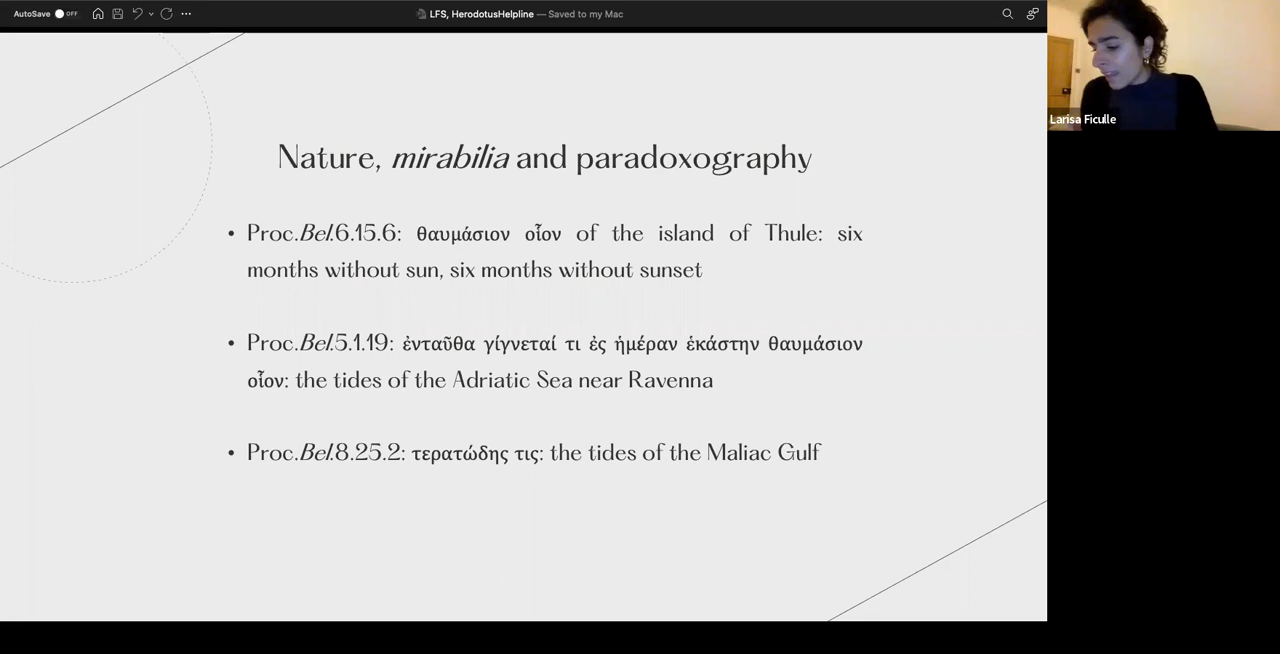 AutoSave OFF
LFS, HerodotusHelpline — Saved to my Mac
Larisa Ficulle
Nature, mirabilia and paradoxography
• Proc.Bel.6.15.6: θαυμάσιον οἷον of the island of Thule: six
months without sun, six months without sunset
• Proc.Bel.5.1.19: ἐνταῦθα γίγνεταί τι ἐς ἡμέραν ἑκάστην θαυμάσιον
οἷον: the tides of the Adriatic Sea near Ravenna
• Proc.Bel.8.25.2: τερατώδης τις: the tides of the Maliac Gulf